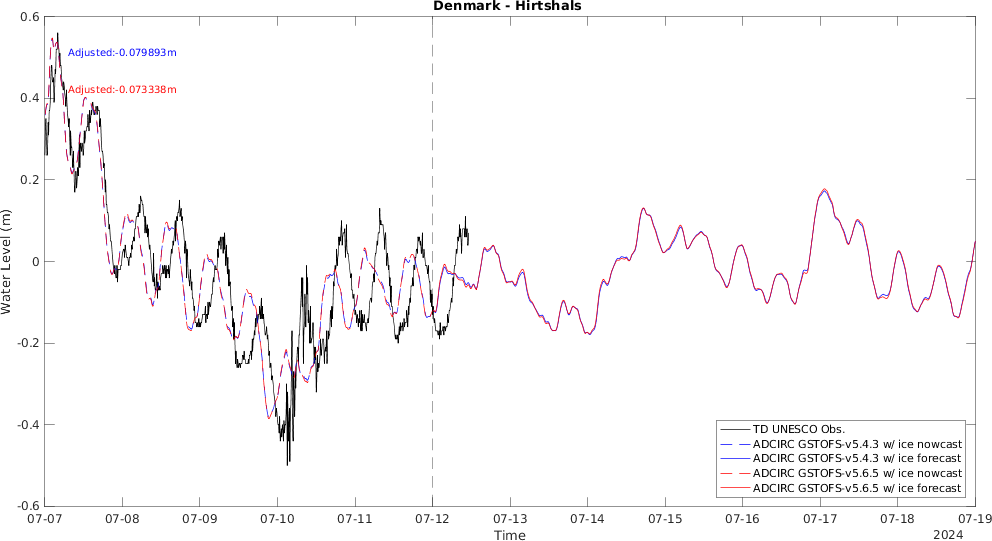 Denmark - Hirtshals
0.6
Adjusted:-0.079893m
0.4
Adjusted:-0.073338m
0.2
0
-0.2
-0.4
-0.6
Water Level (m)
TD UNESCO Obs.
ADCIRC GSTOFS-v5.4.3 w/ ice nowcast
ADCIRC GSTOFS-v5.4.3 w/ ice forecast
ADCIRC GSTOFS-v5.6.5 w/ ice nowcast
ADCIRC GSTOFS-v5.6.5 w/ ice forecast
07-07 07-08 07-09 07-10 07-11 07-12 07-13 07-14 07-15 07-16 07-17 07-18 07-19
Time
2024